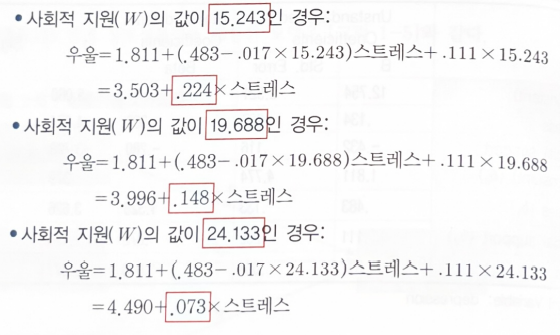 • 사회적 지원(W)의 값이 15.243인 경우:
우울=1.811+(.483-.017×15.243)스트레스+.111×15.243
=3.503+.224×스트레스
• 사회적 지원(W)의 값이 19.688인 경우:
우울=1.811+(.483-.017×19.688)스트레스+.111×19.688
=3.996+.148×스트레스
• 사회적 지원(W)의 값이 24.133인 경우:
우울=1.811+(.483-.017×24.133)스트레스+.111×24.133
=4.490+.073×스트레스